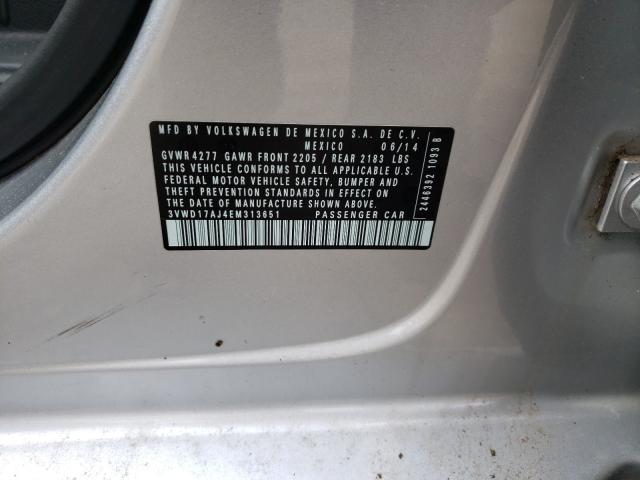 MFD BY VOLKSWAGEN DE MEXICO S.A. DE C.V.
MEXICO 06/14
GVWR 4277 GAWR FRONT 2205 / REAR 2183 LBS
THIS VEHICLE CONFORMS TO ALL APPLICABLE
FEDERAL MOTOR VEHICLE SAFETY, BUMPER AND
THEFT PREVENTION STANDARDS IN EFFECT ON
THE DATE OF MANUFACTURE SHOWN ABOVE.
3VWD17AJ4EM313651 PASSENGER CAR
2446392 1093 B